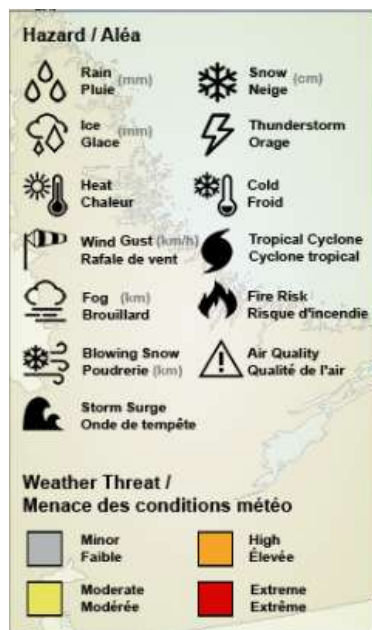 Hazard / Aléa
Rain (mm)
Pluie
Snow (cm)
Neige
Ice (mm)
Glace
Thunderstorm
Orage
Heat
Chaleur
Cold
Froid
Wind Gust (km/h)
Rafale de vent
Tropical Cyclone
Cyclone tropical
Fog (km)
Brouillard
Fire Risk
Risque d'incendie
Blowing Snow
Poudrerie (km)
Air Quality
Qualité de l'air
Storm Surge
Onde de tempête
Weather Threat /
Menace des conditions météo
Minor
Faible
High
Élevée
Moderate
Modérée
Extreme
Extrême